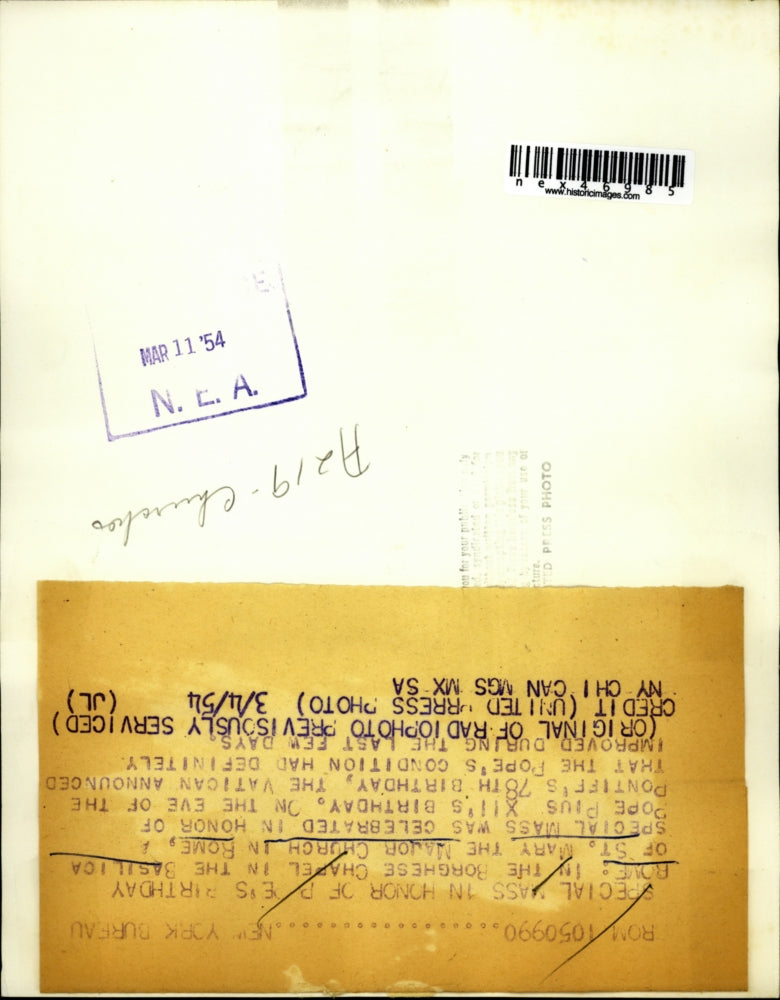 nex46985
www.historicimages.com
MAR 11 '54
N. E. A.
A219 - Churches
TED PRESS PHOTO
ROM 1050990....................NEW YORK BUREAU
SPECIAL MASS IN HONOR OF POPE'S BIRTHDAY
ROME: IN THE BORGHESE CHAPEL IN THE BASILICA
OF ST. MARY THE MAJOR CHURCH IN ROME, A
SPECIAL MASS WAS CELEBRATED IN HONOR OF
POPE PIUS XII'S BIRTHDAY. ON THE EVE OF THE
PONTIFF'S 78TH BIRTHDAY, THE VATICAN ANNOUNCED
THAT THE POPE'S CONDITION HAD DEFINITELY
IMPROVED DURING THE LAST FEW DAYS.
(ORIGINAL OF RADIOPHOTO PREVISOUSLY SERVICED)
CREDIT (UNITED PRESS PHOTO) 3/4/54 (JL)
NY CHI CAN MGS MX SA